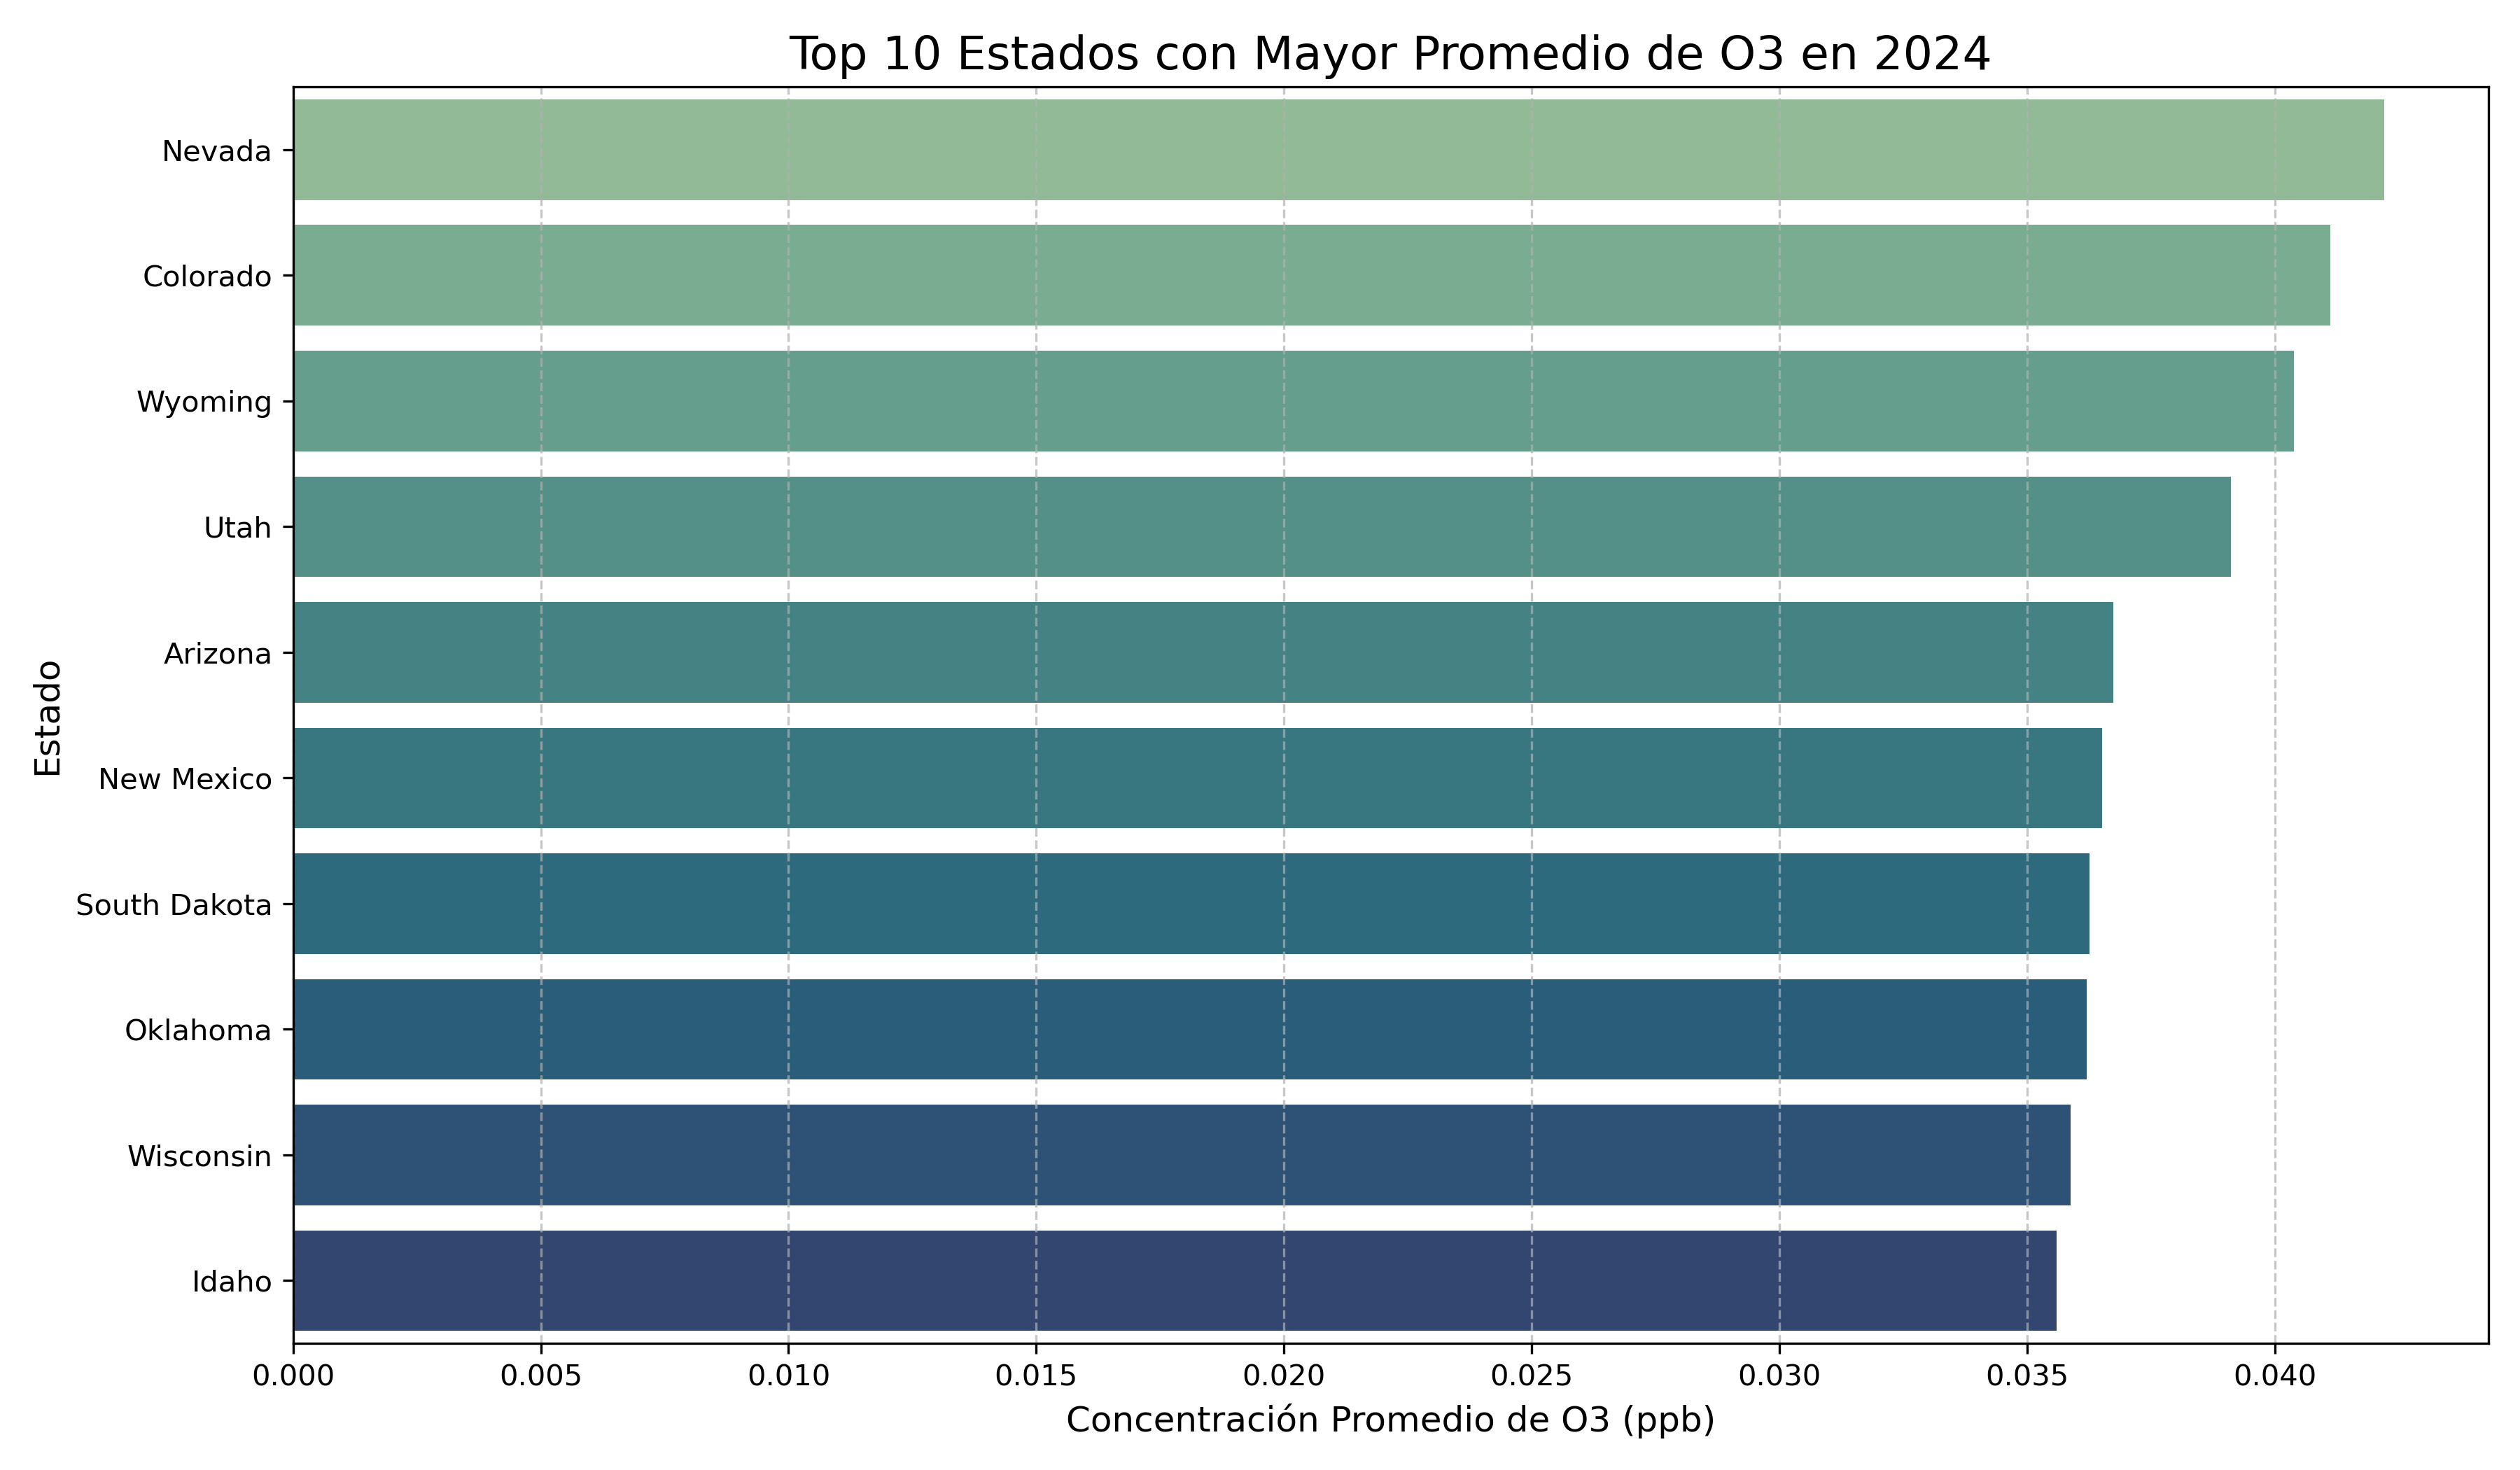 Top 10 Estados con Mayor Promedio de O3 en 2024
Estado
Nevada
Colorado
Wyoming
Utah
Arizona
New Mexico
South Dakota
Oklahoma
Wisconsin
Idaho
0.000 0.005 0.010 0.015 0.020 0.025 0.030 0.035 0.040
Concentración Promedio de O3 (ppb)